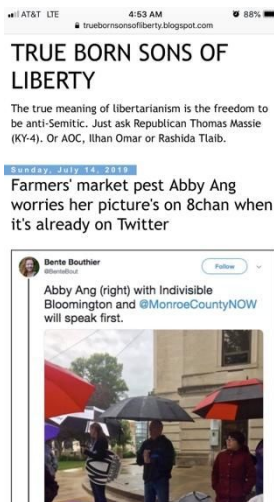 AT&T LTE 4:53 AM 88%
truebornsonsofliberty.blogspot.com
TRUE BORN SONS OF
LIBERTY
The true meaning of libertarianism is the freedom to
be anti-Semitic. Just ask Republican Thomas Massie
(KY-4). Or AOC, Ilhan Omar or Rashida Tlaib.
Sunday, July 14, 2019
Farmers' market pest Abby Ang
worries her picture's on 8chan when
it's already on Twitter
Bente Bouthier
@BenteBout
Follow
Abby Ang (right) with Indivisible
Bloomington and @MonroeCountyNOW
will speak first.